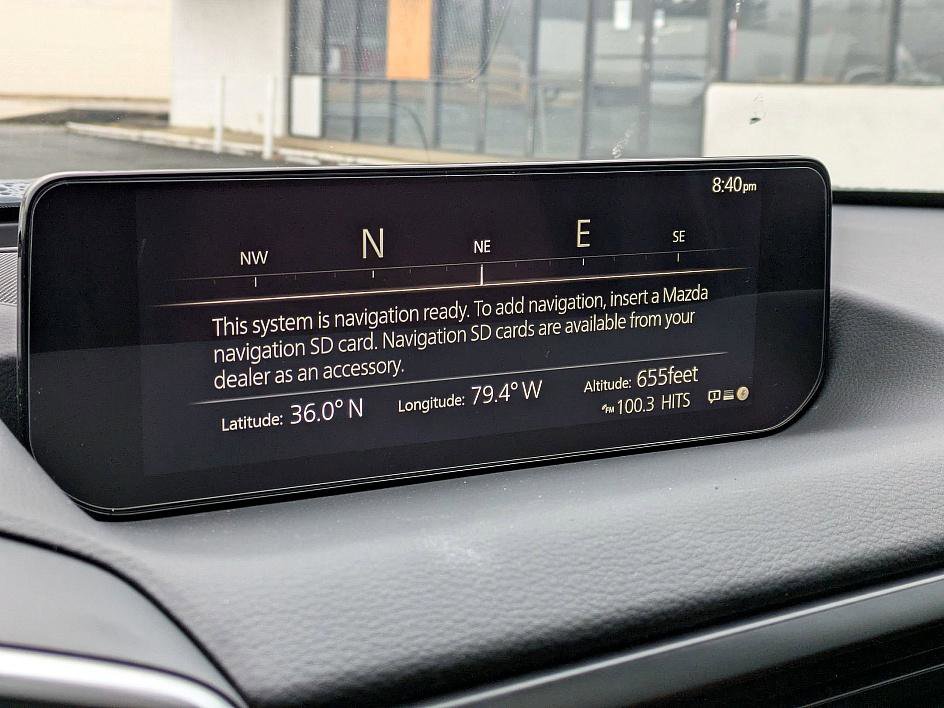 8:40pm
NW N NE E SE
This system is navigation ready. To add navigation, insert a Mazda
navigation SD card. Navigation SD cards are available from your
dealer as an accessory.
Latitude: 36.0° N Longitude: 79.4° W Altitude: 655feet
FM 100.3 HITS